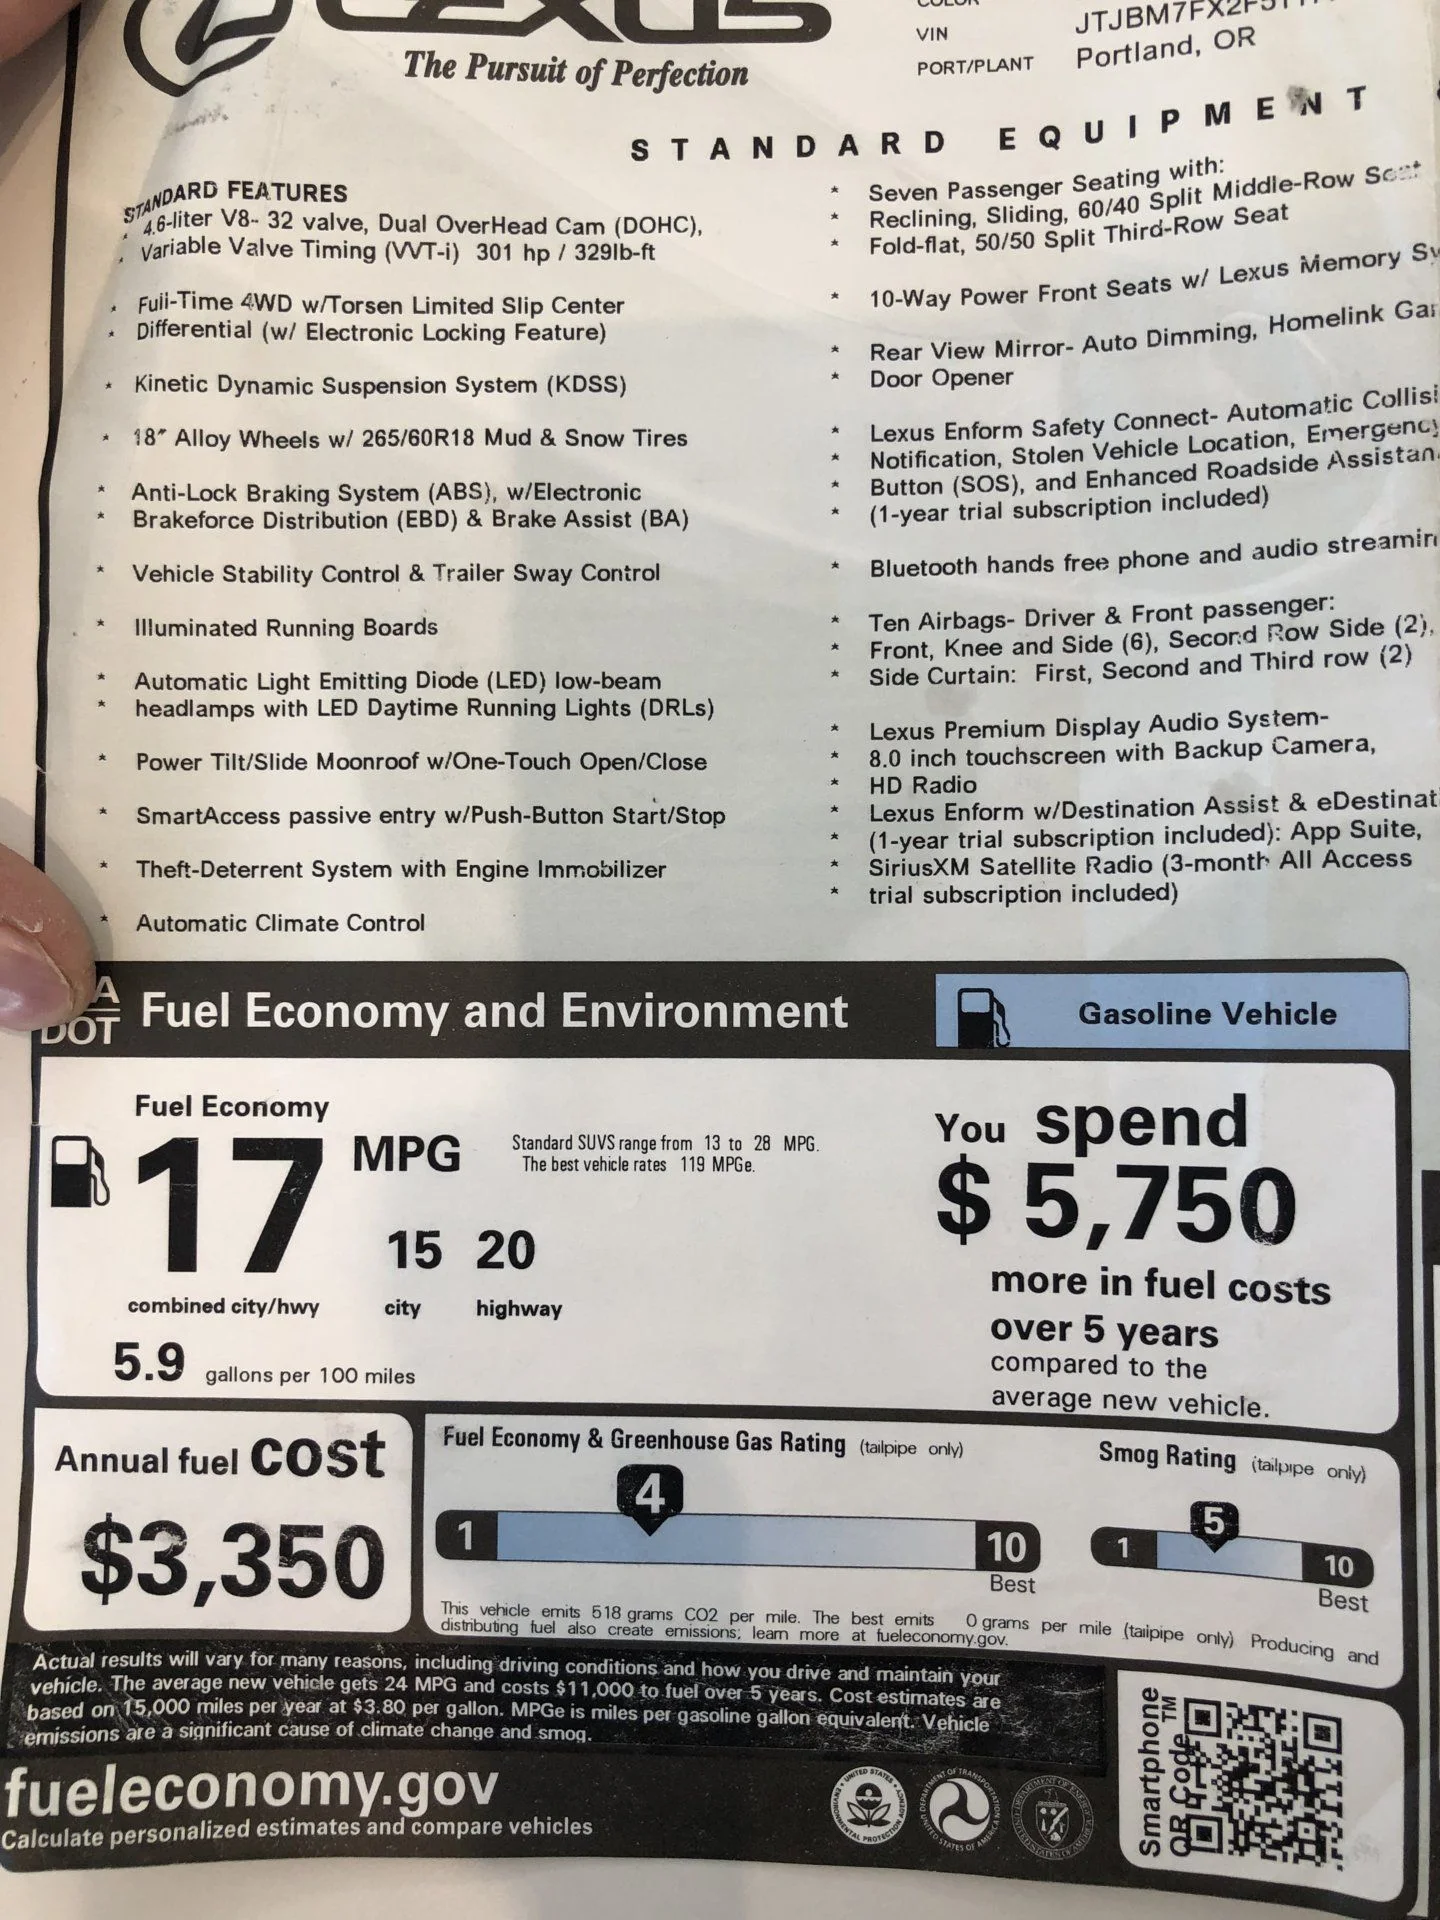 LEXUS
The Pursuit of Perfection
COLOR
VIN
PORT/PLANT Portland, OR
STANDARD EQUIPMENT
STANDARD FEATURES
* 4.6-liter V8- 32 valve, Dual OverHead Cam (DOHC),
* Variable Valve Timing (VVT-i) 301 hp / 329lb-ft
* Full-Time 4WD w/Torsen Limited Slip Center
* Differential (w/ Electronic Locking Feature)
* Kinetic Dynamic Suspension System (KDSS)
* 18" Alloy Wheels w/ 265/60R18 Mud & Snow Tires
* Anti-Lock Braking System (ABS), w/Electronic
* Brakeforce Distribution (EBD) & Brake Assist (BA)
* Vehicle Stability Control & Trailer Sway Control
* Illuminated Running Boards
* Automatic Light Emitting Diode (LED) low-beam
* headlamps with LED Daytime Running Lights (DRLs)
* Power Tilt/Slide Moonroof w/One-Touch Open/Close
* SmartAccess passive entry w/Push-Button Start/Stop
* Theft-Deterrent System with Engine Immobilizer
* Automatic Climate Control
* Seven Passenger Seating with:
* Reclining, Sliding, 60/40 Split Middle-Row Seat
* Fold-flat, 50/50 Split Third-Row Seat
* 10-Way Power Front Seats w/ Lexus Memory
* Rear View Mirror- Auto Dimming, Homelink
* Door Opener
* Lexus Enform Safety Connect- Automatic
* Notification, Stolen Vehicle Location, Emergency
* Button (SOS), and Enhanced Roadside
* (1-year trial subscription included)
* Bluetooth hands free phone and audio
* Ten Airbags- Driver & Front passenger:
* Front, Knee and Side (6), Second Row Side (2),
* Side Curtain: First, Second and Third row (2)
* Lexus Premium Display Audio System-
* 8.0 inch touchscreen with Backup Camera,
* HD Radio
* Lexus Enform w/Destination Assist &
* (1-year trial subscription included): App Suite,
* SiriusXM Satellite Radio (3-month All Access
* trial subscription included)
DOT
Fuel Economy and Environment
Gasoline Vehicle
Fuel Economy
17 MPG
Standard SUVS range from 13 to 28 MPG.
The best vehicle rates 119 MPGe.
15 20
combined city/hwy city highway
5.9 gallons per 100 miles
You spend
$5,750
more in fuel costs
over 5 years
compared to the
average new vehicle.
Annual fuel cost
$3,350
Fuel Economy & Greenhouse Gas Rating (tailpipe only)
4
1 10
Best
Smog Rating (tailpipe only)
5
1 10
Best
This vehicle emits 518 grams CO2 per mile. The best emits 0 grams per mile (tailpipe only) Producing and
distributing fuel also create emissions; learn more at fueleconomy.gov.
Actual results will vary for many reasons, including driving conditions and how you drive and maintain your
vehicle. The average new vehicle gets 24 MPG and costs $11,000 to fuel over 5 years. Cost estimates are
based on 15,000 miles per year at $3.80 per gallon. MPGe is miles per gasoline gallon equivalent. Vehicle
emissions are a significant cause of climate change and smog.
fueleconomy.gov
Calculate personalized estimates and compare vehicles
Smartphone
QR Code™